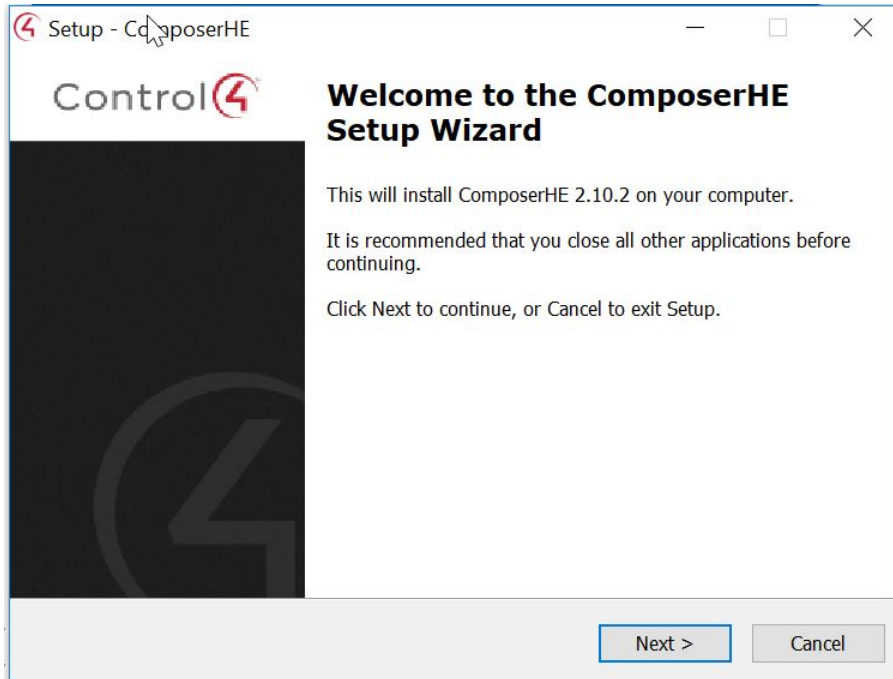 Setup - ComposerHE
Control4
Welcome to the ComposerHE
Setup Wizard
This will install ComposerHE 2.10.2 on your computer.
It is recommended that you close all other applications before
continuing.
Click Next to continue, or Cancel to exit Setup.
Next >
Cancel